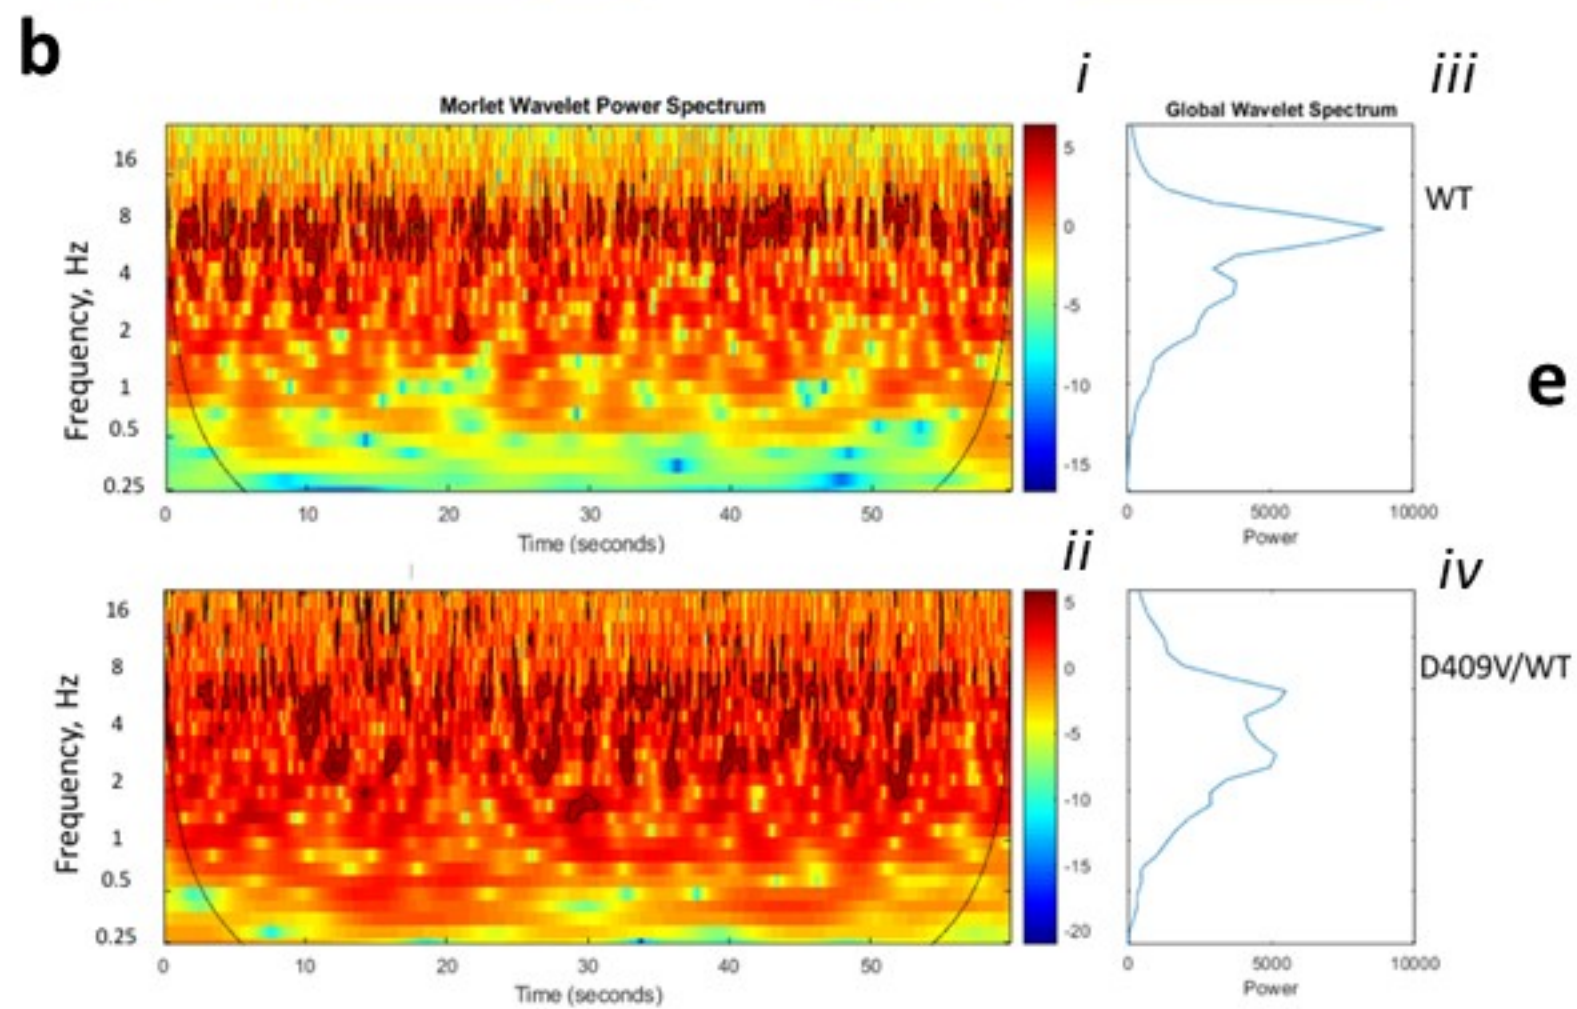 b
i
iii
Morlet Wavelet Power Spectrum
Global Wavelet Spectrum
16
8
4
2
1
0.5
0.25
Frequency, Hz
0 10 20 30 40 50
Time (seconds)
5
0
-5
-10
-15
WT
e
0 5000 10000
Power
ii
iv
16
8
4
2
1
0.5
0.25
Frequency, Hz
0 10 20 30 40 50
Time (seconds)
5
0
-5
-10
-15
-20
D409V/WT
0 5000 10000
Power